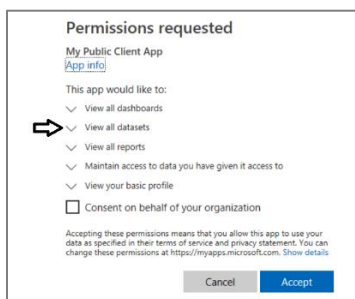 Permissions requested
My Public Client App
App info
This app would like to:
View all dashboards
View all datasets
View all reports
Maintain access to data you have given it access to
View your basic profile
Consent on behalf of your organization
Accepting these permissions means that you allow this app to use your
data as specified in their terms of service and privacy statement. You can
change these permissions at https://myapps.microsoft.com. Show details
Cancel Accept